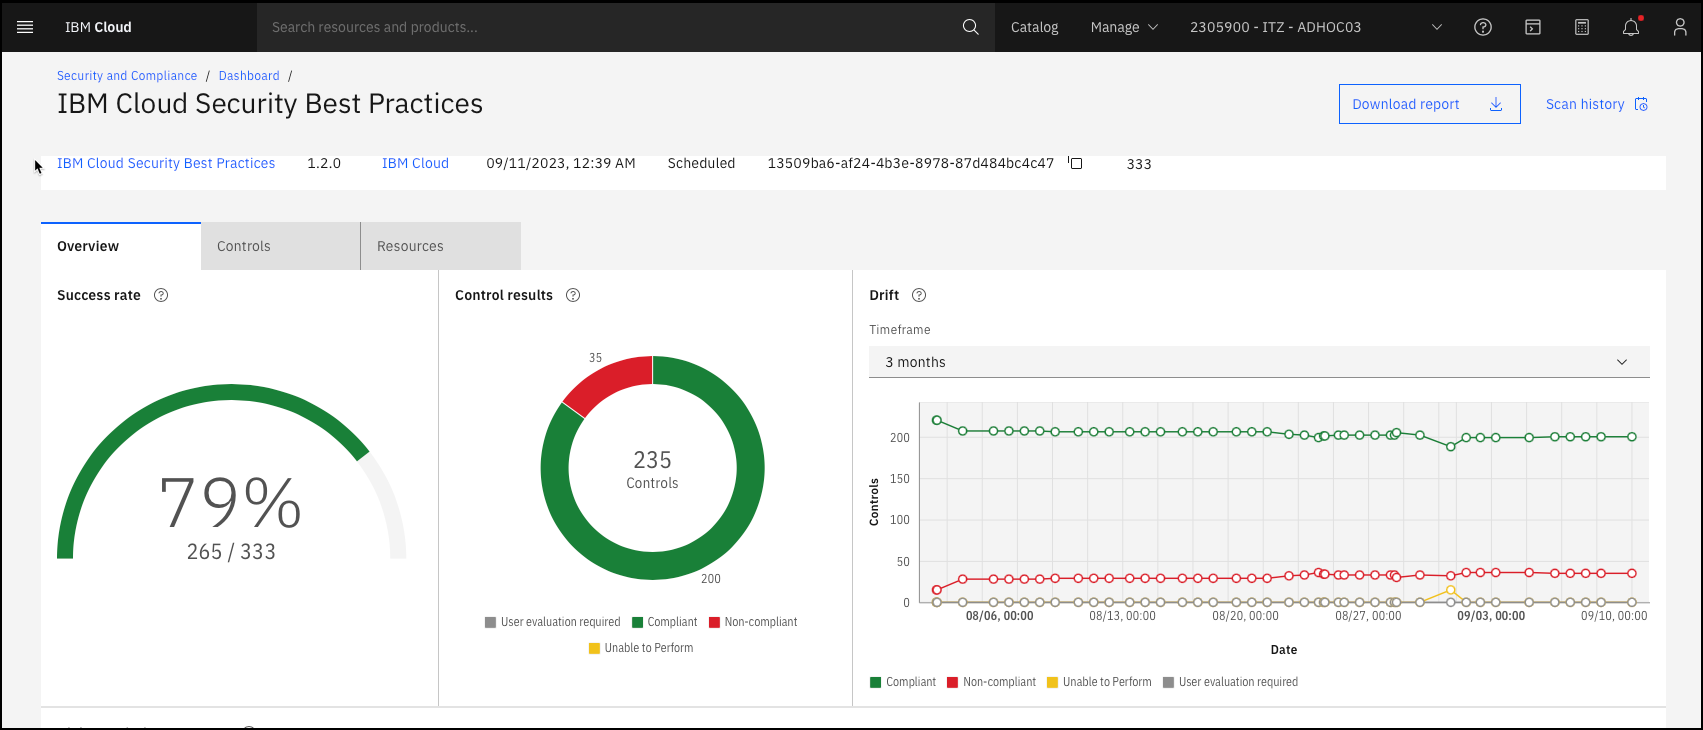 IBM Cloud
Search resources and products...
Catalog
Manage
2305900 - ITZ - ADHOC03
Security and Compliance / Dashboard /
IBM Cloud Security Best Practices
Download report
Scan history
IBM Cloud Security Best Practices
1.2.0
IBM Cloud
09/11/2023, 12:39 AM
Scheduled
13509ba6-af24-4b3e-8978-87d484bc4c47
333
Overview
Controls
Resources
Success rate
79%
265 / 333
Control results
35
235
Controls
200
User evaluation required
Compliant
Non-compliant
Unable to Perform
Drift
Timeframe
3 months
Controls
200
150
100
50
0
08/06, 00:00
08/13, 00:00
08/20, 00:00
08/27, 00:00
09/03, 00:00
09/10, 00:00
Date
Compliant
Non-compliant
Unable to Perform
User evaluation required